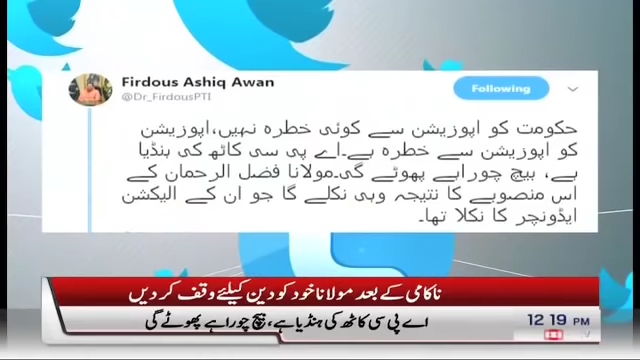 Firdous Ashiq Awan
@Dr_FirdousPTI
Following
حکومت کو اپوزیشن سے کوئی خطرہ نہیں،اپوزیشن
کو اپوزیشن سے خطرہ ہے۔اے پی سی کاٹھ کی ہنڈیا
ہے، بیچ چوراہے پھوٹے گی۔مولانا فضل الرحمان کے
اس منصوبے کا نتیجہ وہی نکلے گا جو ان کے الیکشن
ایڈونچر کا نکلا تھا۔
ناکامی کے بعد مولانا خود کو دین کیلئے وقف کر دیں
اے پی سی کاٹھ کی ہنڈیا ہے، بیچ چوراہے پھوٹے گی
12:19 PM